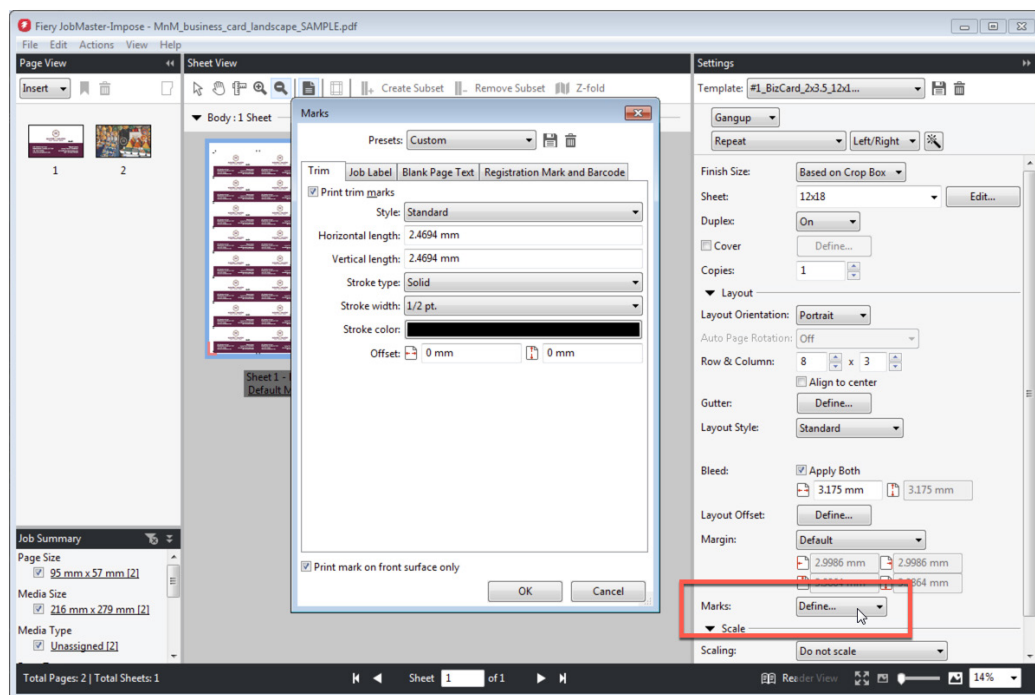 Fiery JobMaster-Impose - MnM_business_card_landscape_SAMPLE.pdf
File Edit Actions View Help
Page View
Insert
1
2
Sheet View
Create Subset
Remove Subset
Z-fold
Body : 1 Sheet
Sheet 1 -
Default M
Marks
Presets: Custom
Trim
Job Label
Blank Page Text
Registration Mark and Barcode
Print trim marks
Style: Standard
Horizontal length: 2.4694 mm
Vertical length: 2.4694 mm
Stroke type: Solid
Stroke width: 1/2 pt.
Stroke color:
Offset: 0 mm 0 mm
Print mark on front surface only
OK
Cancel
Settings
Template: #1_BizCard_2x3.5_12x1...
Gangup
Repeat
Left/Right
Finish Size: Based on Crop Box
Sheet: 12x18 Edit...
Duplex: On
Cover Define...
Copies: 1
Layout
Layout Orientation: Portrait
Auto Page Rotation: Off
Row & Column: 8 x 3
Align to center
Gutter: Define...
Layout Style: Standard
Bleed: Apply Both
3.175 mm 3.175 mm
Layout Offset: Define...
Margin: Default
2.9986 mm 2.9986 mm
Marks: Define...
Scale
Scaling: Do not scale
Job Summary
Page Size
95 mm x 57 mm [2]
Media Size
216 mm x 279 mm [2]
Media Type
Unassigned [2]
Total Pages: 2 | Total Sheets: 1
Sheet 1 of 1
Reader View
14%